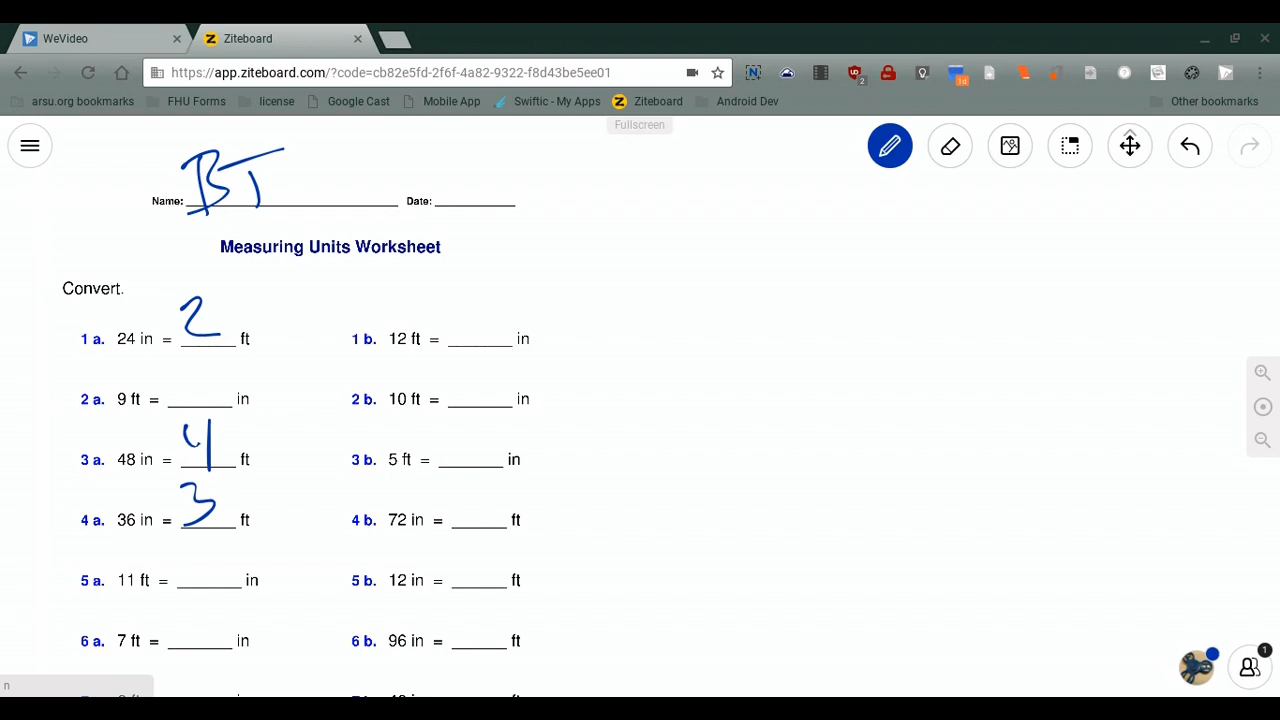 WeVideo
Ziteboard
https://app.ziteboard.com/?code=cb82e5fd-2f6f-4a82-9322-f8d43be5ee01
arsu.org bookmarks FHU Forms license Google Cast Mobile App Swiftic - My Apps Ziteboard Android Dev Other bookmarks
Fullscreen
Name: BT Date:
Measuring Units Worksheet
Convert.
1 a. 24 in = 2 ft 1 b. 12 ft = in
2 a. 9 ft = in 2 b. 10 ft = in
3 a. 48 in = 4 ft 3 b. 5 ft = in
4 a. 36 in = 3 ft 4 b. 72 in = ft
5 a. 11 ft = in 5 b. 12 in = ft
6 a. 7 ft = in 6 b. 96 in = ft
1
n